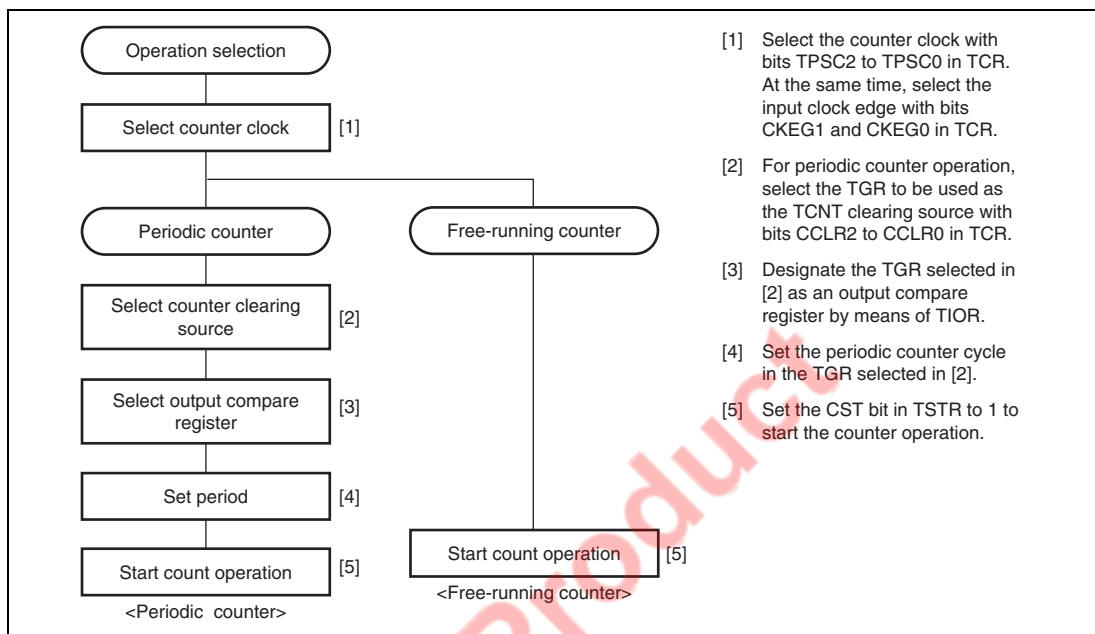 Operation selection
Select counter clock
[1]
Periodic counter
Free-running counter
Select counter clearing
source
[2]
Select output compare
register
[3]
Set period
[4]
Start count operation
[5]
<Periodic counter>
Start count operation
[5]
<Free-running counter>
[1] Select the counter clock with
bits TPSC2 to TPSC0 in TCR.
At the same time, select the
input clock edge with bits
CKEG1 and CKEG0 in TCR.
[2] For periodic counter operation,
select the TGR to be used as
the TCNT clearing source with
bits CCLR2 to CCLR0 in TCR.
[3] Designate the TGR selected in
[2] as an output compare
register by means of TIOR.
[4] Set the periodic counter cycle
in the TGR selected in [2].
[5] Set the CST bit in TSTR to 1 to
start the counter operation.
Product